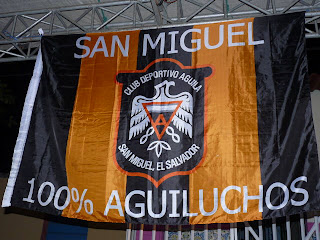 SAN MIGUEL
CLUB DEPORTIVO AGUILA
SAN MIGUEL, EL SALVADOR
100% AGUILUCHOS